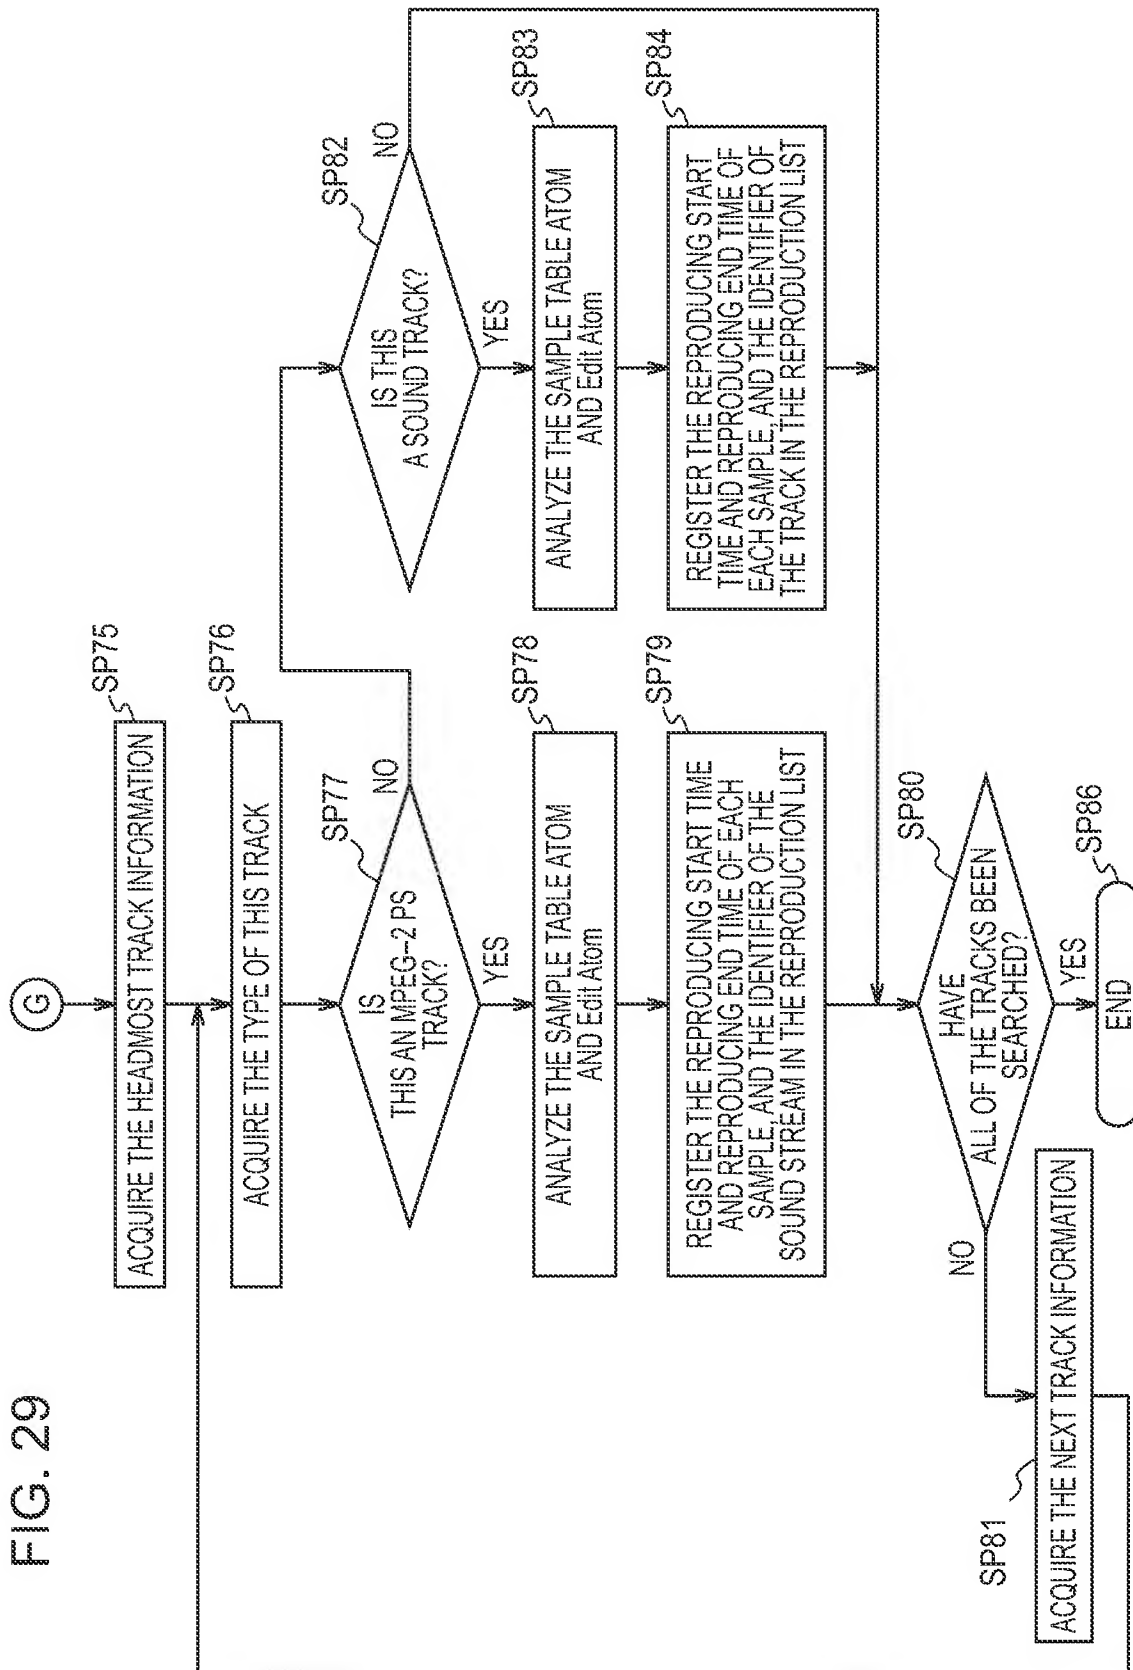 FIG. 29
G
ACQUIRE THE HEADMOST TRACK INFORMATION
SP75
ACQUIRE THE TYPE OF THIS TRACK
SP76
IS
THIS AN MPEG-2 PS
TRACK?
SP77
NO
YES
ANALYZE THE SAMPLE TABLE ATOM
AND Edit Atom
SP78
REGISTER THE REPRODUCING START TIME
AND REPRODUCING END TIME OF EACH
SAMPLE, AND THE IDENTIFIER OF THE
SOUND STREAM IN THE REPRODUCTION LIST
SP79
IS THIS
A SOUND TRACK?
SP82
NO
YES
ANALYZE THE SAMPLE TABLE ATOM
AND Edit Atom
SP83
REGISTER THE REPRODUCING START
TIME AND REPRODUCING END TIME OF
EACH SAMPLE, AND THE IDENTIFIER OF
THE TRACK IN THE REPRODUCTION LIST
SP84
HAVE
ALL OF THE TRACKS BEEN
SEARCHED?
SP80
NO
YES
SP81
ACQUIRE THE NEXT TRACK INFORMATION
END
SP86